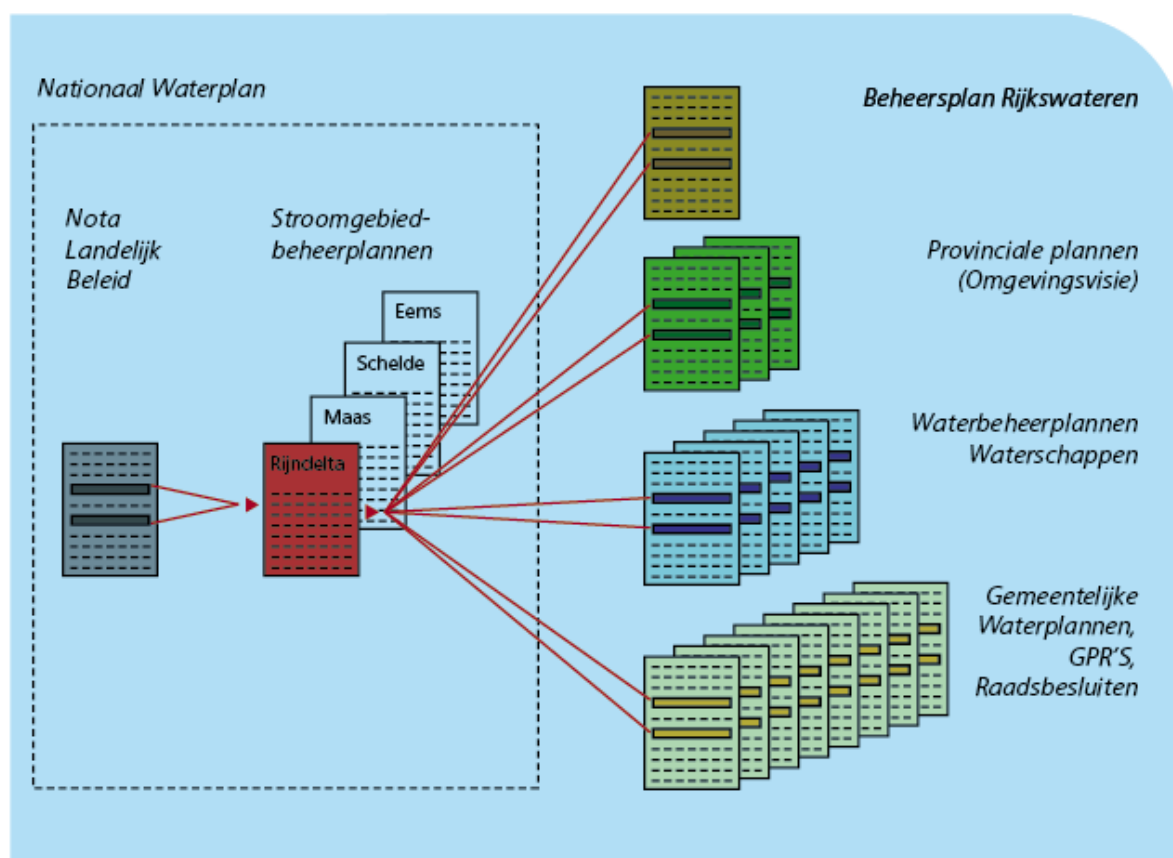 Nationaal Waterplan
Nota
Landelijk
Beleid
Stroomgebied-
beheerplannen
Eems
Schelde
Maas
Rijndelta
Beheersplan Rijkswateren
Provinciale plannen
(Omgevingsvisie)
Waterbeheerplannen
Waterschappen
Gemeentelijke
Waterplannen,
GPR'S,
Raadsbesluiten